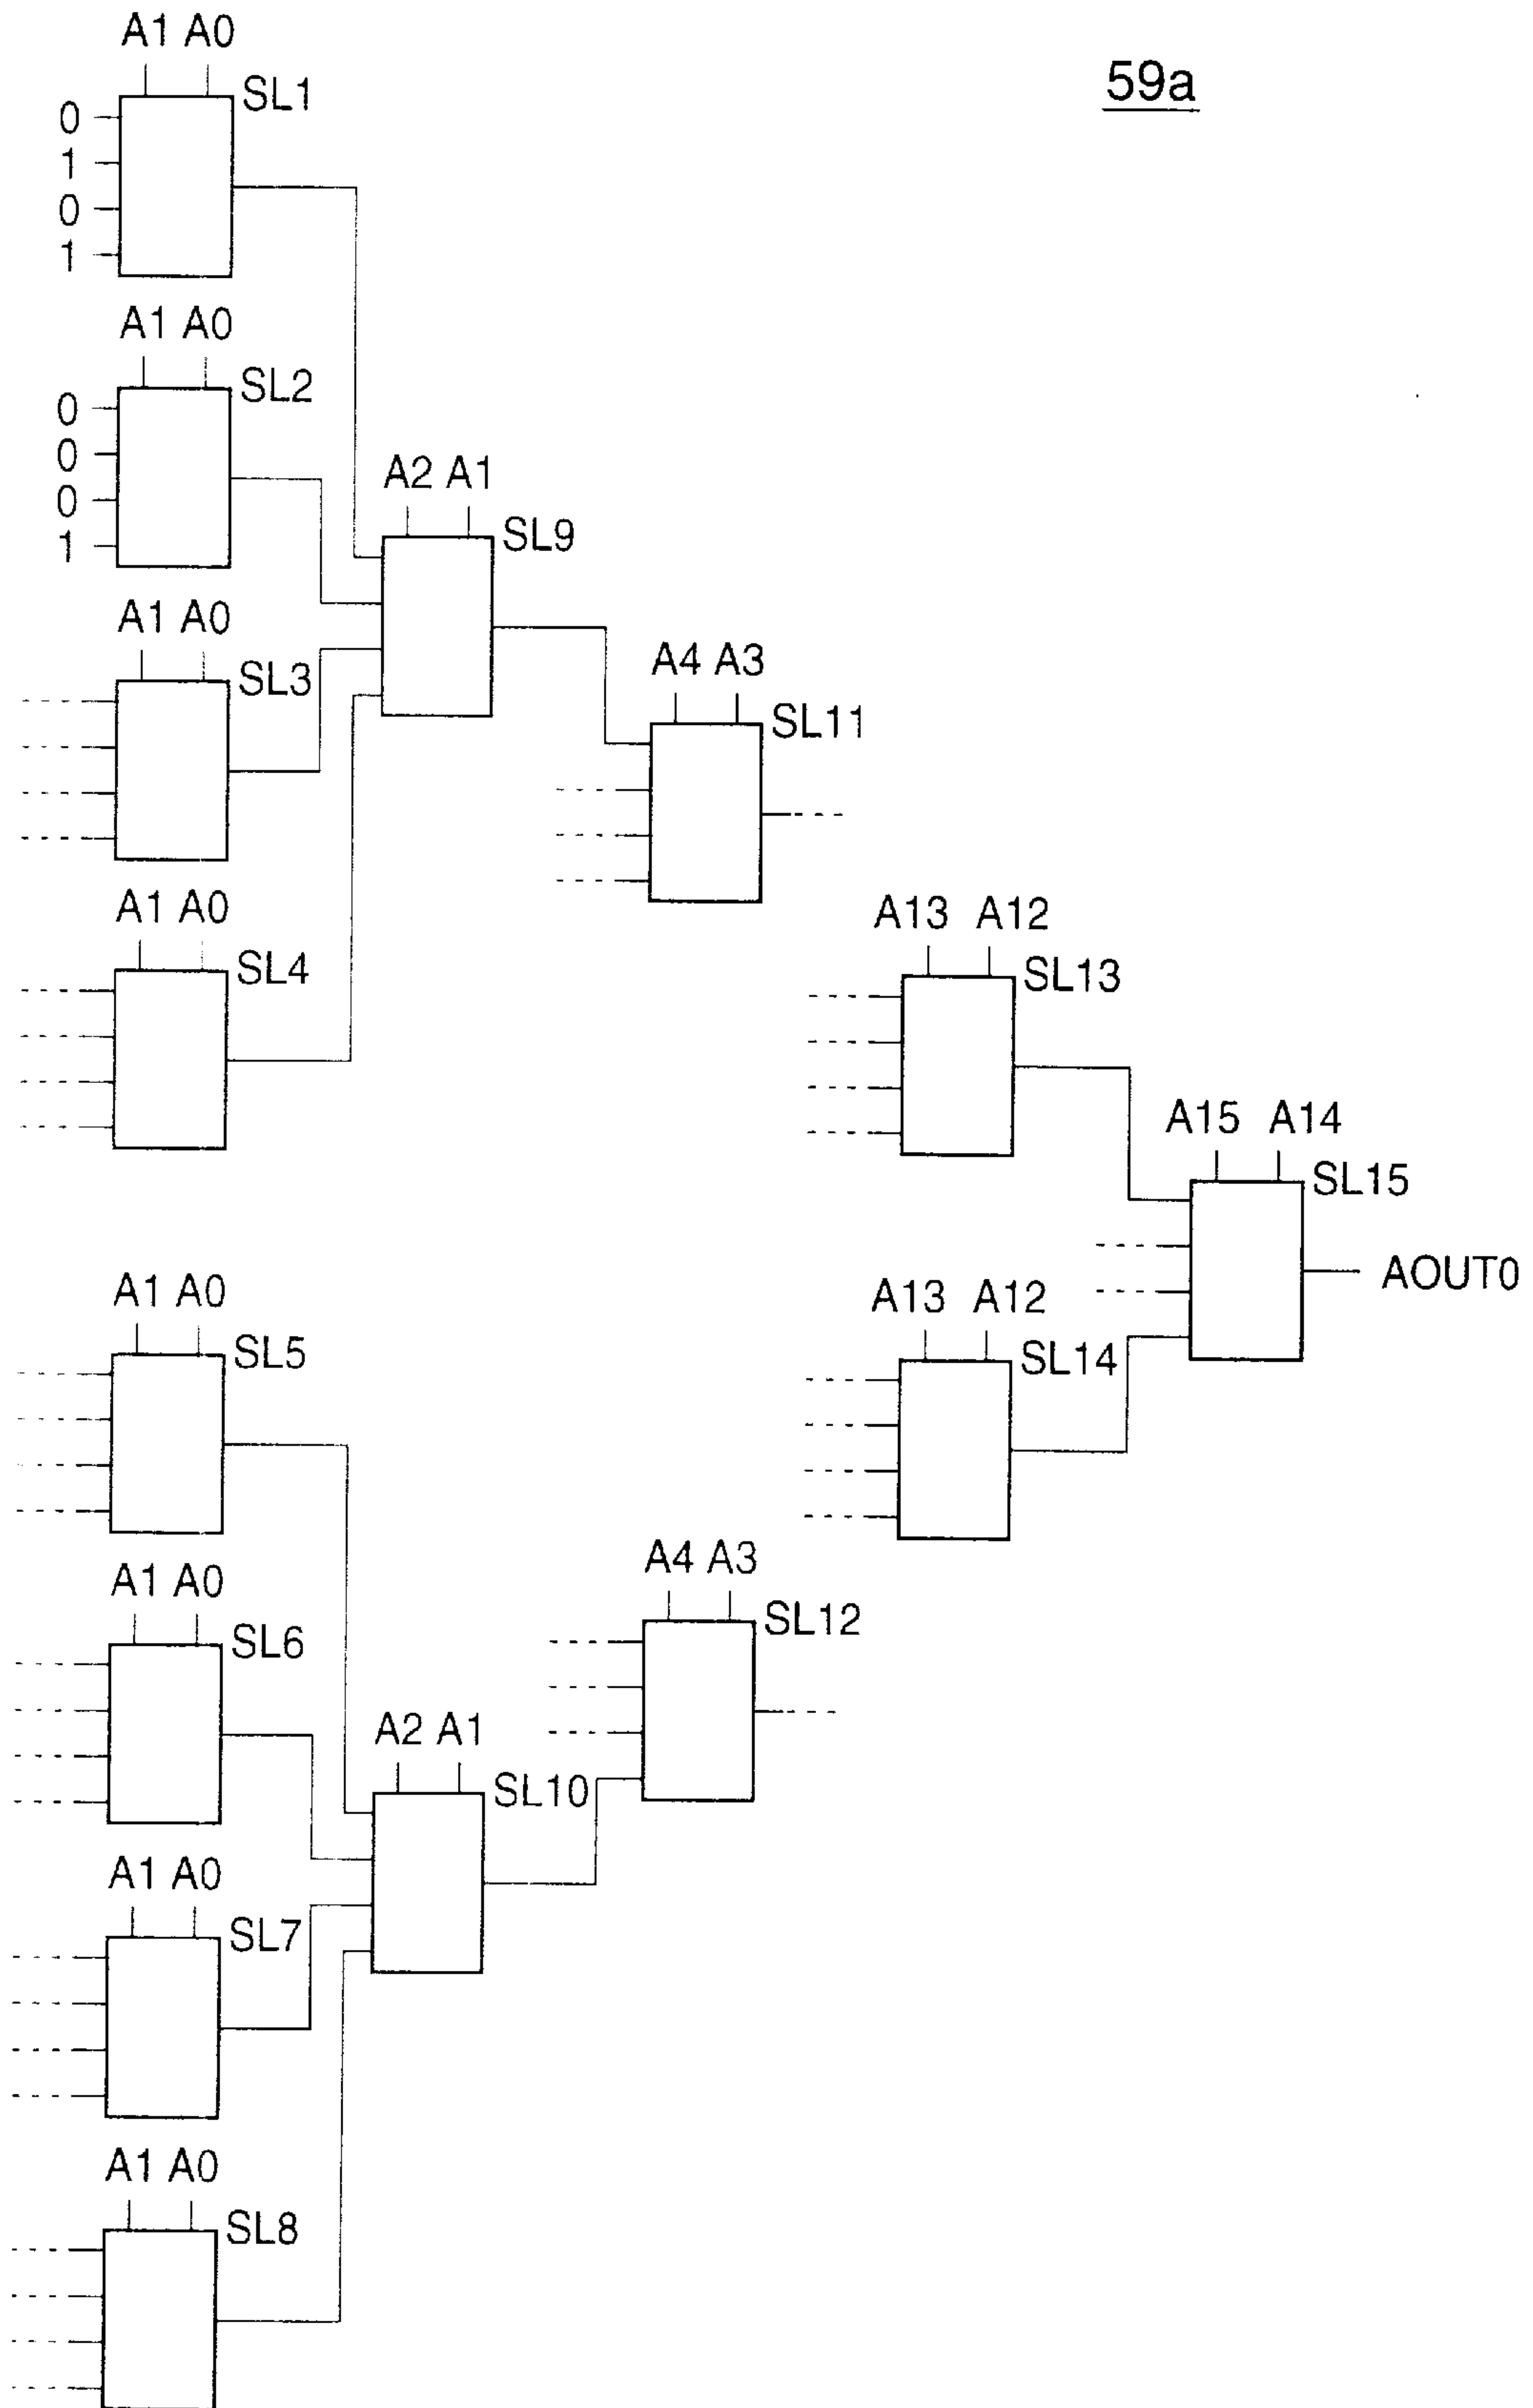 59a
A1 A0
SL1
0
1
0
1
A1 A0
SL2
0
0
0
1
A1 A0
SL3
A1 A0
SL4
A2 A1
SL9
A4 A3
SL11
A13 A12
SL13
A15 A14
SL15
AOUT0
A13 A12
SL14
A1 A0
SL5
A1 A0
SL6
A1 A0
SL7
A1 A0
SL8
A2 A1
SL10
A4 A3
SL12